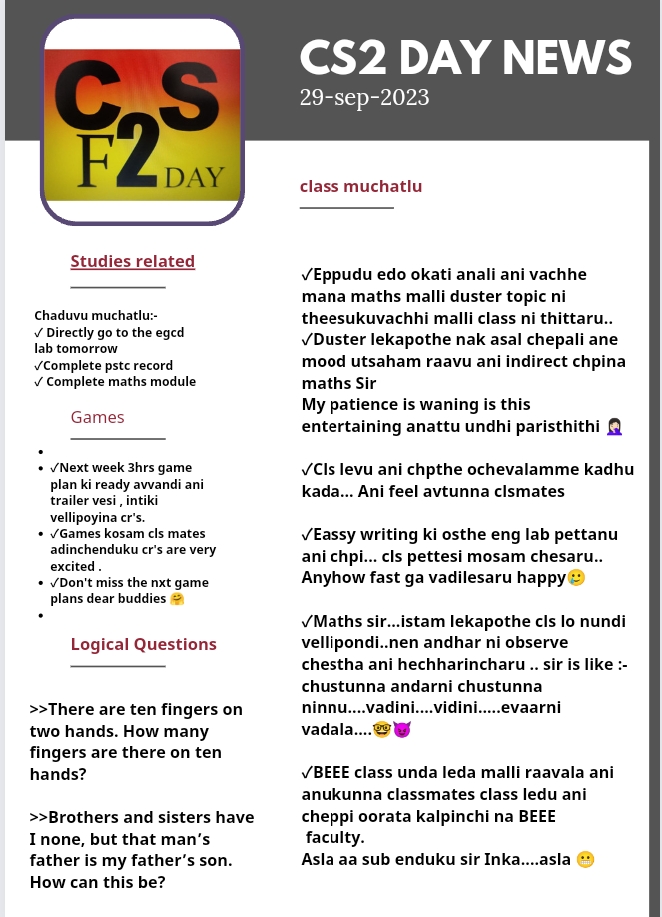 CS2 DAY NEWS
29-sep-2023
C S
F2 DAY
Studies related
Chaduvu muchatlu:-
✓ Directly go to the egcd
lab tomorrow
✓Complete pstc record
✓ Complete maths module
Games
•
• ✓Next week 3hrs game
plan ki ready avvandi ani
trailer vesi , intiki
vellipoyina cr's.
• ✓Games kosam cls mates
adinchenduku cr's are very
excited .
• ✓Don't miss the nxt game
plans dear buddies 🤗
•
Logical Questions
>>There are ten fingers on
two hands. How many
fingers are there on ten
hands?
>>Brothers and sisters have
I none, but that man’s
father is my father’s son.
How can this be?
class muchatlu
✓Eppudu edo okati anali ani vachhe
mana maths malli duster topic ni
theesukuvachhi malli class ni thittaru..
✓Duster lekapothe nak asal chepali ane
mood utsaham raavu ani indirect chpina
maths Sir
My patience is waning is this
entertaining anattu undhi paristhithi 🤦🏻‍♀️
✓Cls levu ani chpthe ochevalamme kadhu
kada... Ani feel avtunna clsmates
✓Eassy writing ki osthe eng lab pettanu
ani chpi... cls pettesi mosam chesaru..
Anyhow fast ga vadilesaru happy🥲
✓Maths sir...istam lekapothe cls lo nundi
vellipondi..nen andhar ni observe
chestha ani hechharincharu .. sir is like :-
chustunna andarni chustunna
ninnu....vadini....vidini.....evaarni
vadala....🤓😈
✓BEEE class unda leda malli raavala ani
anukunna classmates class ledu ani
cheppi oorata kalpinchi na BEEE
faculty.
Asla aa sub enduku sir Inka....asla 😬